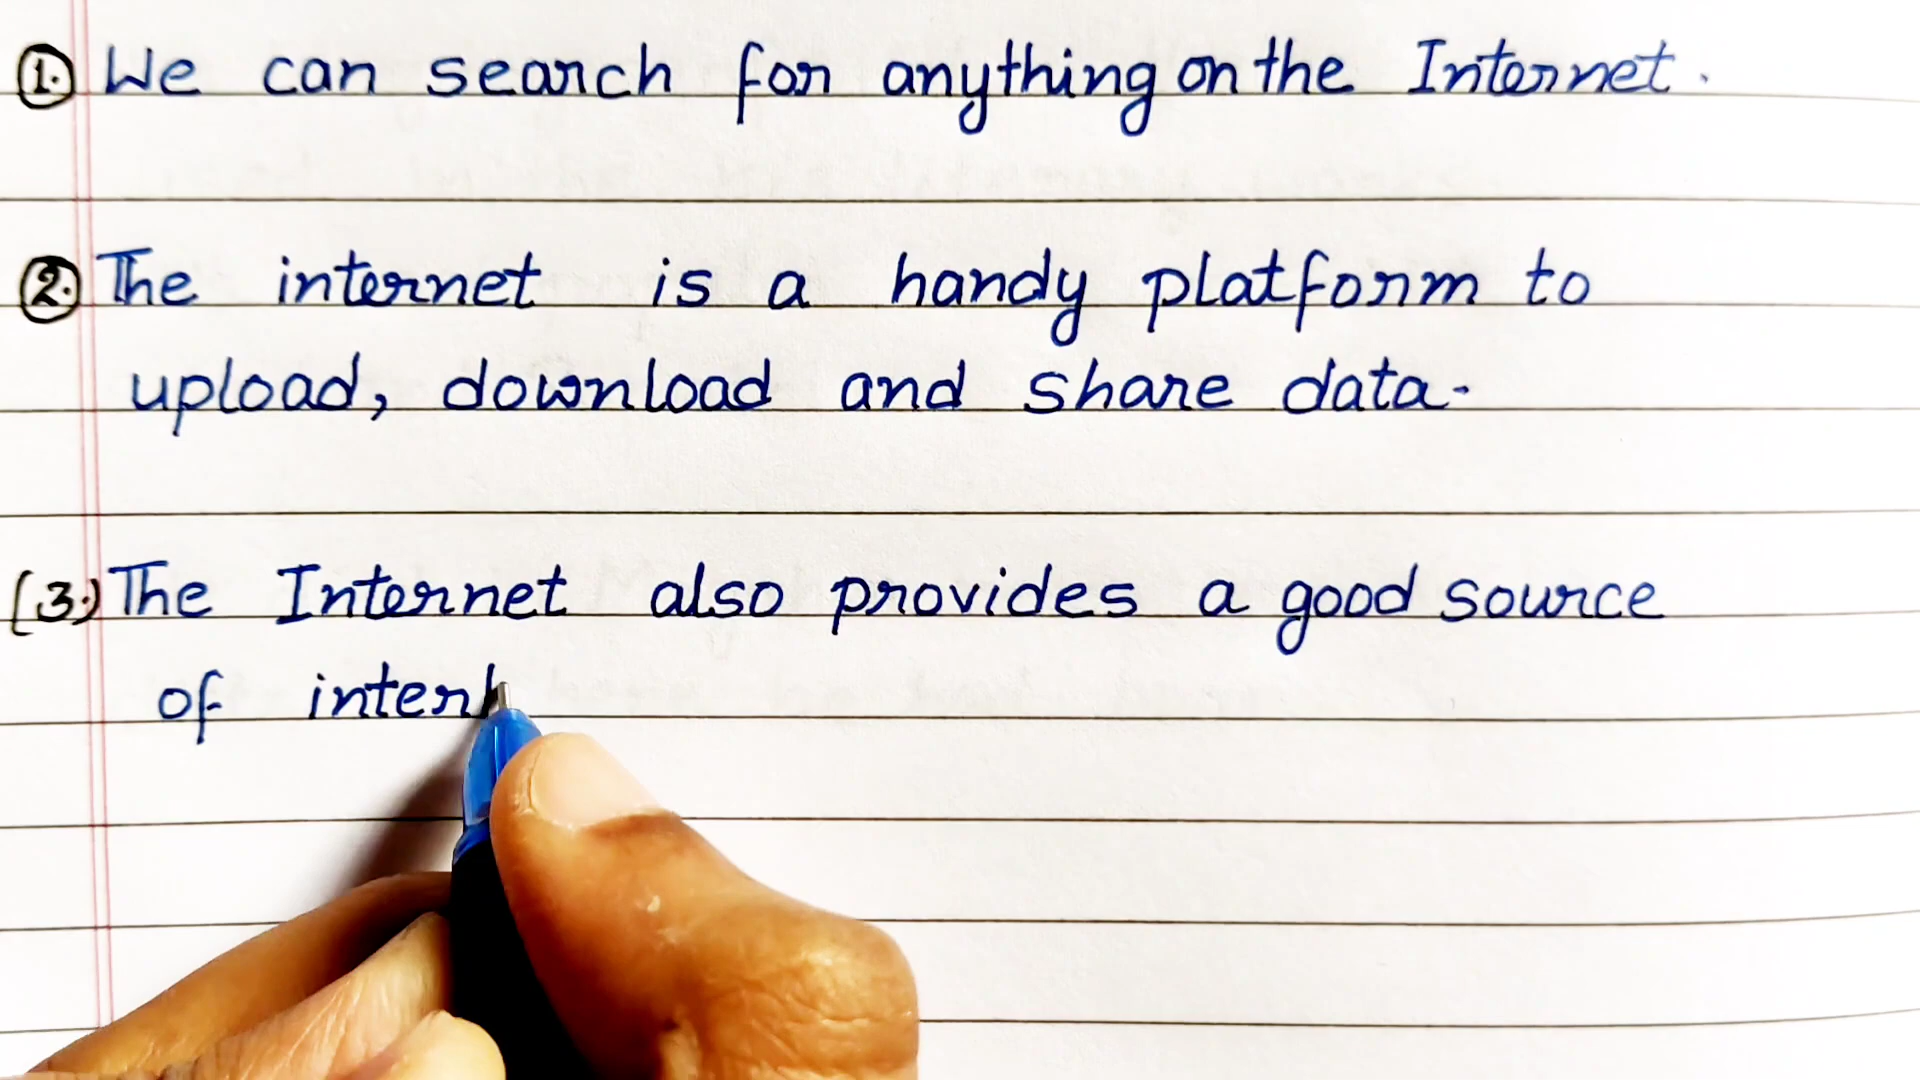 1. We can search for anything on the Internet.
2. The internet is a handy platform to
upload, download and share data.
(3.) The Internet also provides a good source
of